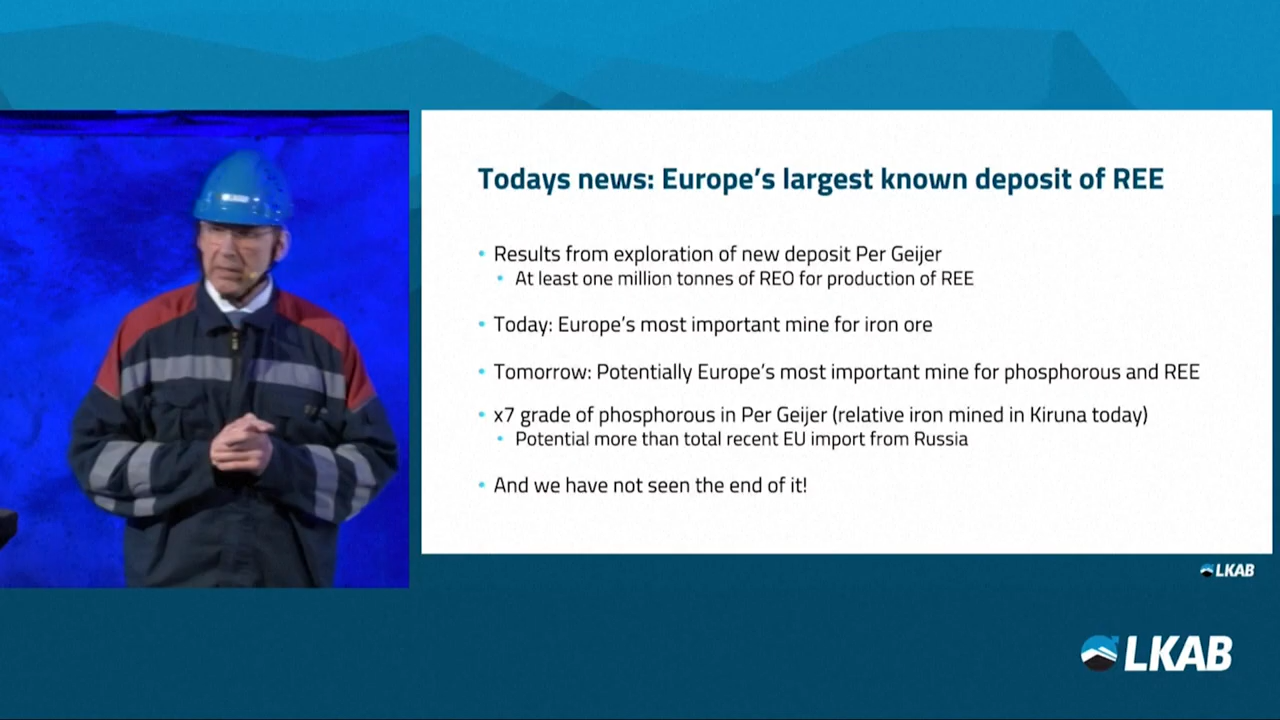 Todays news: Europe's largest known deposit of REE
• Results from exploration of new deposit Per Geijer
• At least one million tonnes of REO for production of REE
• Today: Europe's most important mine for iron ore
• Tomorrow: Potentially Europe's most important mine for phosphorous and REE
• x7 grade of phosphorous in Per Geijer (relative iron mined in Kiruna today)
• Potential more than total recent EU import from Russia
• And we have not seen the end of it!
LKAB
LKAB